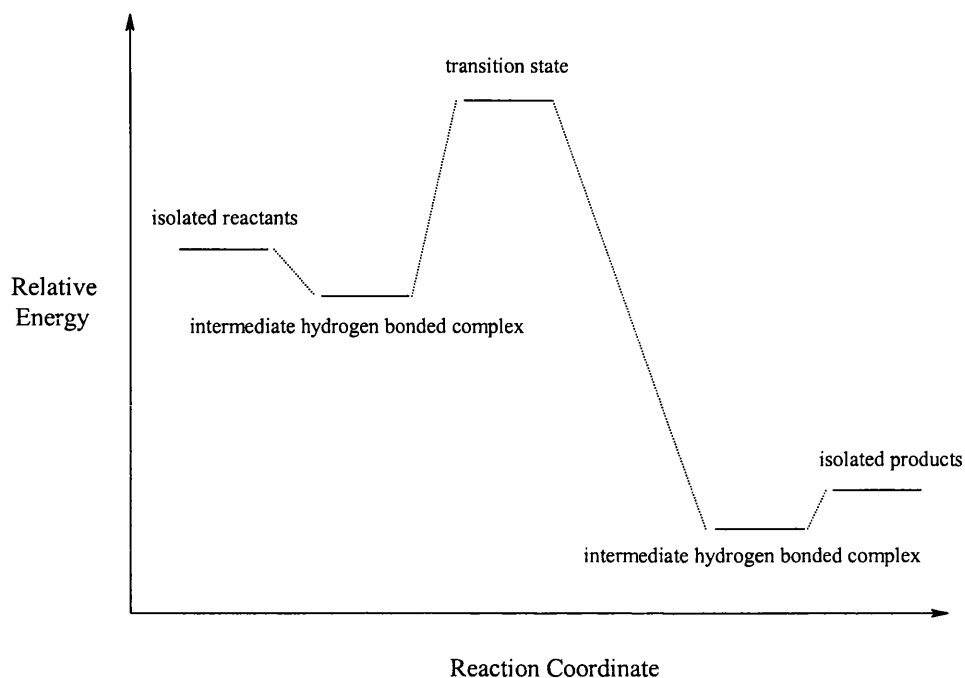 transition state
isolated reactants
Relative
Energy
intermediate hydrogen bonded complex
isolated products
intermediate hydrogen bonded complex
Reaction Coordinate